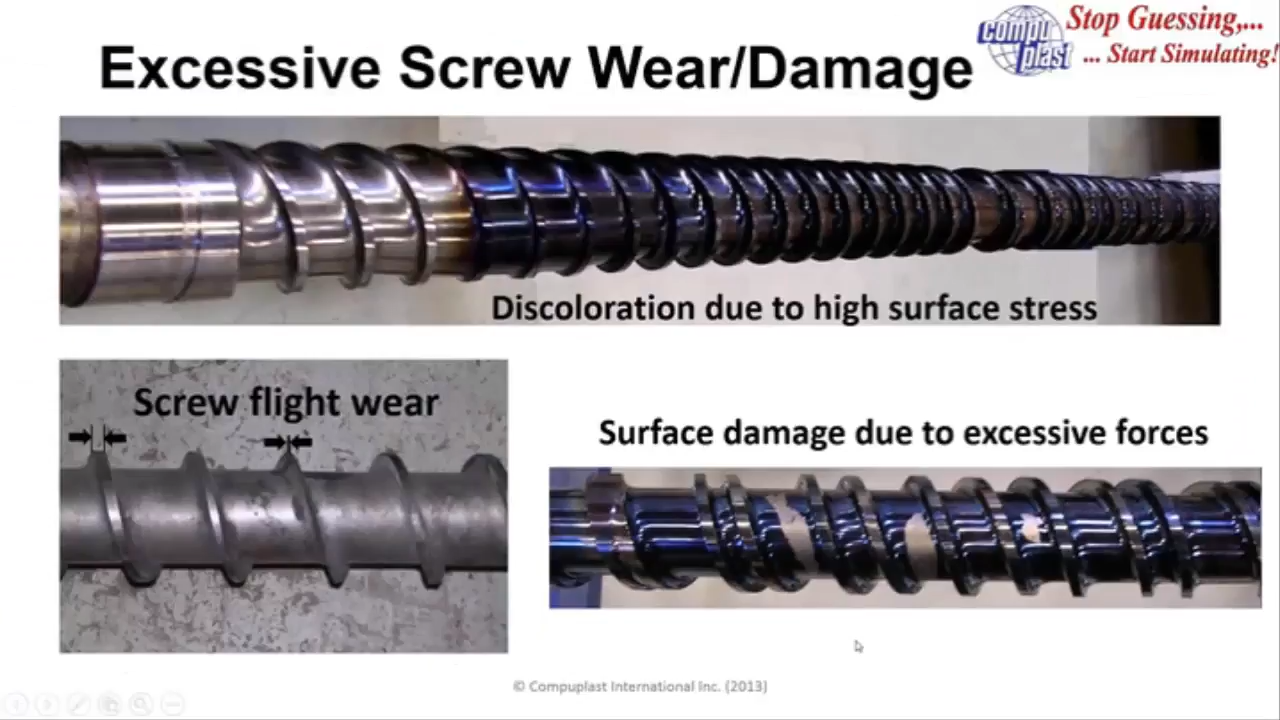 Excessive Screw Wear/Damage
compu
plast
Stop Guessing,...
... Start Simulating!
Discoloration due to high surface stress
Screw flight wear
Surface damage due to excessive forces
© Compuplast International Inc. (2013)